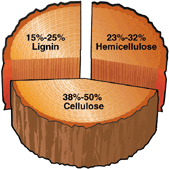 15%-25%
Lignin
23%-32%
Hemicellulose
38%-50%
Cellulose